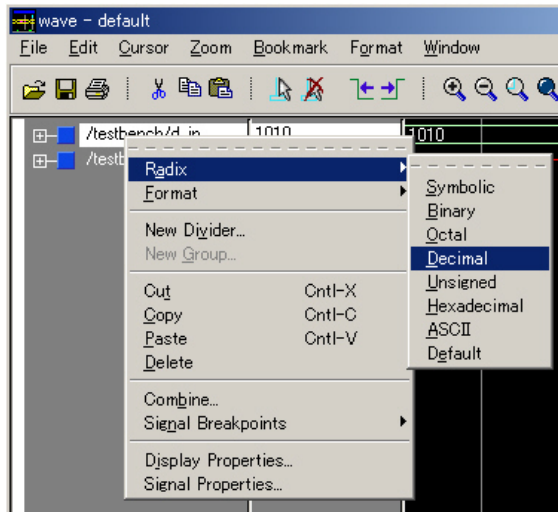 wave - default
File Edit Cursor Zoom Bookmark Format Window
/testbench/d_in 1010 1010
Radix
Format
New Divider...
New Group...
Cut Cntl-X
Copy Cntl-C
Paste Cntl-V
Delete
Combine...
Signal Breakpoints
Display Properties...
Signal Properties...
Symbolic
Binary
Octal
Decimal
Unsigned
Hexadecimal
ASCII
Default